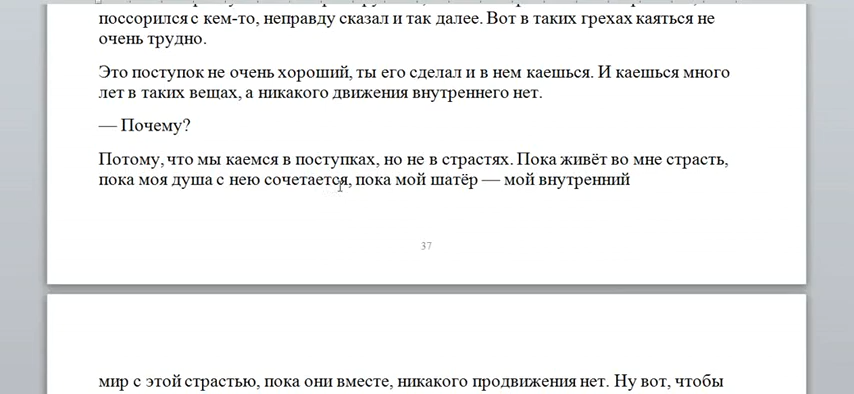 поссорился с кем-то, неправду сказал и так далее. Вот в таких грехах каяться не
очень трудно.
Это поступок не очень хороший, ты его сделал и в нем каешься. И каешься много
лет в таких вещах, а никакого движения внутреннего нет.
— Почему?
Потому, что мы каемся в поступках, но не в страстях. Пока живёт во мне страсть,
пока моя душа с нею сочетается, пока мой шатёр — мой внутренний
37
мир с этой страстью, пока они вместе, никакого продвижения нет. Ну вот, чтобы